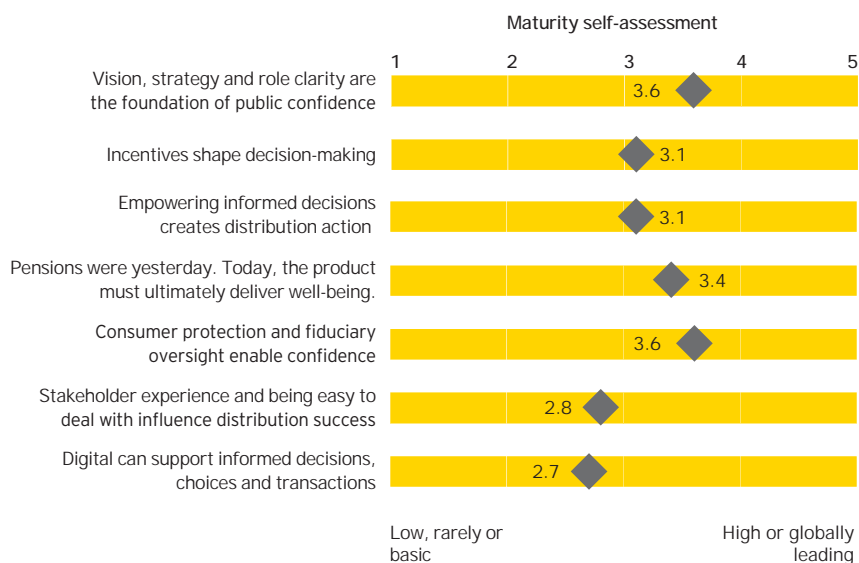 Maturity self-assessment
1 2 3 4 5
Vision, strategy and role clarity are
the foundation of public confidence
3.6
Incentives shape decision-making
3.1
Empowering informed decisions
creates distribution action
3.1
Pensions were yesterday. Today, the product
must ultimately deliver well-being.
3.4
Consumer protection and fiduciary
oversight enable confidence
3.6
Stakeholder experience and being easy to
deal with influence distribution success
2.8
Digital can support informed decisions,
choices and transactions
2.7
Low, rarely or
basic
High or globally
leading